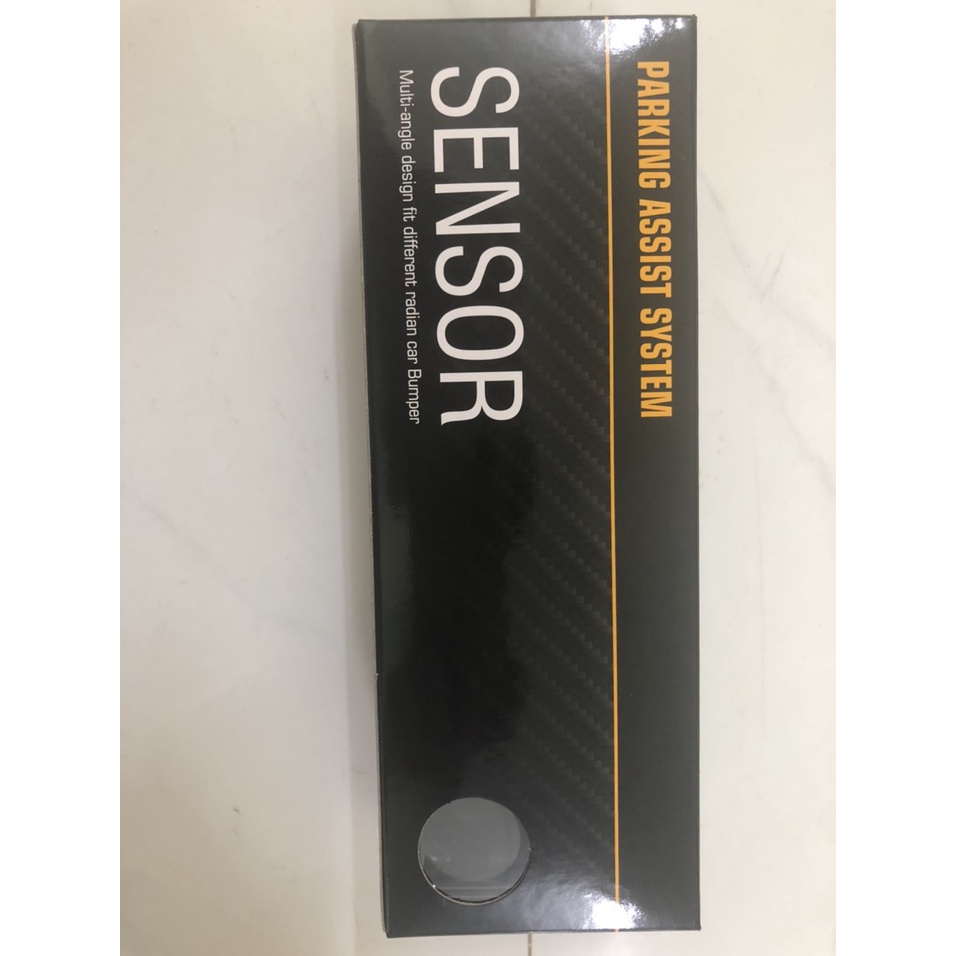 PARKING ASSIST SYSTEM
SENSOR
Multi-angle design fit different radian car Bumper